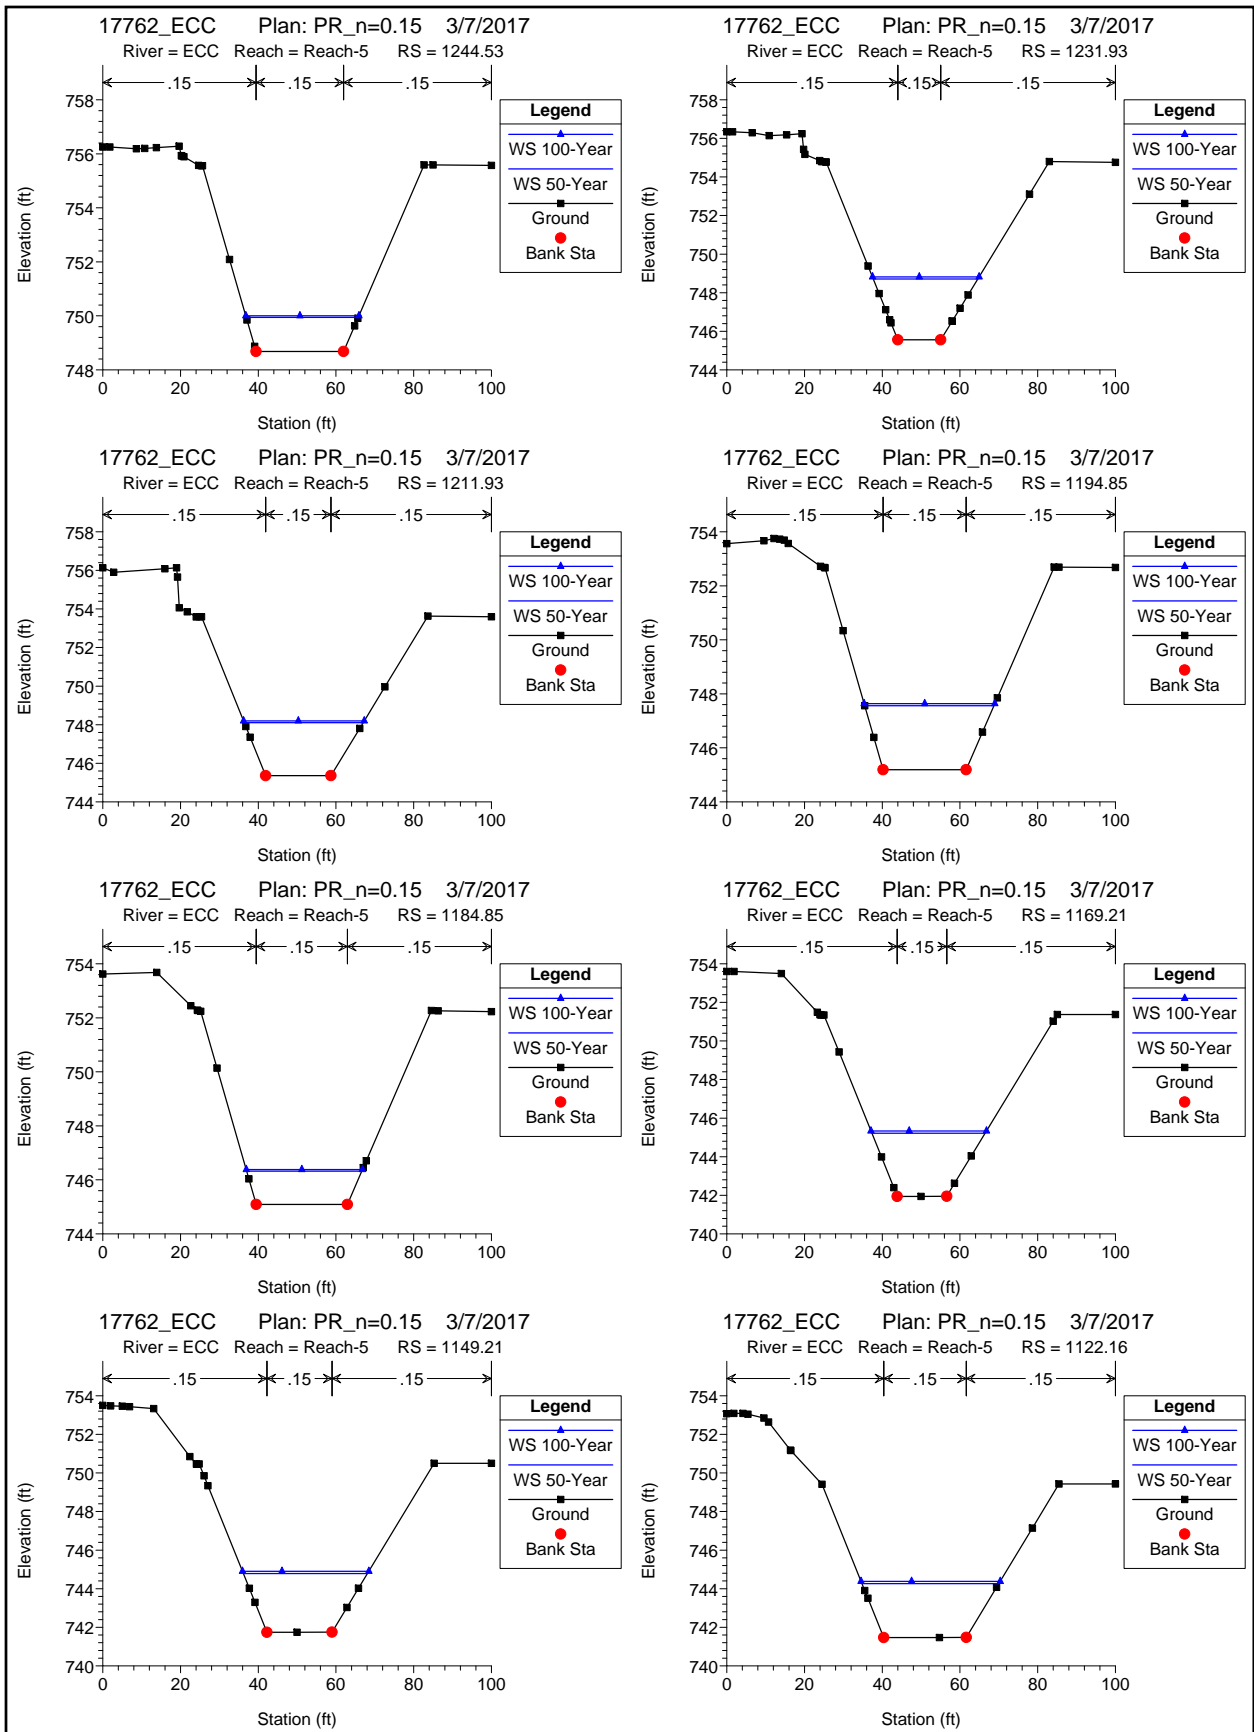 17762_ECC Plan: PR_n=0.15 3/7/2017
River = ECC Reach = Reach-5 RS = 1244.53
.15 .15 .15
Legend
WS 100-Year
WS 50-Year
Ground
Bank Sta
758
756
754
752
750
748
Elevation (ft)
0 20 40 60 80 100
Station (ft)
17762_ECC Plan: PR_n=0.15 3/7/2017
River = ECC Reach = Reach-5 RS = 1231.93
.15 .15 .15
Legend
WS 100-Year
WS 50-Year
Ground
Bank Sta
758
756
754
752
750
748
746
744
Elevation (ft)
0 20 40 60 80 100
Station (ft)
17762_ECC Plan: PR_n=0.15 3/7/2017
River = ECC Reach = Reach-5 RS = 1211.93
.15 .15 .15
Legend
WS 100-Year
WS 50-Year
Ground
Bank Sta
758
756
754
752
750
748
746
744
Elevation (ft)
0 20 40 60 80 100
Station (ft)
17762_ECC Plan: PR_n=0.15 3/7/2017
River = ECC Reach = Reach-5 RS = 1194.85
.15 .15 .15
Legend
WS 100-Year
WS 50-Year
Ground
Bank Sta
754
752
750
748
746
744
Elevation (ft)
0 20 40 60 80 100
Station (ft)
17762_ECC Plan: PR_n=0.15 3/7/2017
River = ECC Reach = Reach-5 RS = 1184.85
.15 .15 .15
Legend
WS 100-Year
WS 50-Year
Ground
Bank Sta
754
752
750
748
746
744
Elevation (ft)
0 20 40 60 80 100
Station (ft)
17762_ECC Plan: PR_n=0.15 3/7/2017
River = ECC Reach = Reach-5 RS = 1169.21
.15 .15 .15
Legend
WS 100-Year
WS 50-Year
Ground
Bank Sta
754
752
750
748
746
744
742
740
Elevation (ft)
0 20 40 60 80 100
Station (ft)
17762_ECC Plan: PR_n=0.15 3/7/2017
River = ECC Reach = Reach-5 RS = 1149.21
.15 .15 .15
Legend
WS 100-Year
WS 50-Year
Ground
Bank Sta
754
752
750
748
746
744
742
740
Elevation (ft)
0 20 40 60 80 100
Station (ft)
17762_ECC Plan: PR_n=0.15 3/7/2017
River = ECC Reach = Reach-5 RS = 1122.16
.15 .15 .15
Legend
WS 100-Year
WS 50-Year
Ground
Bank Sta
754
752
750
748
746
744
742
740
Elevation (ft)
0 20 40 60 80 100
Station (ft)